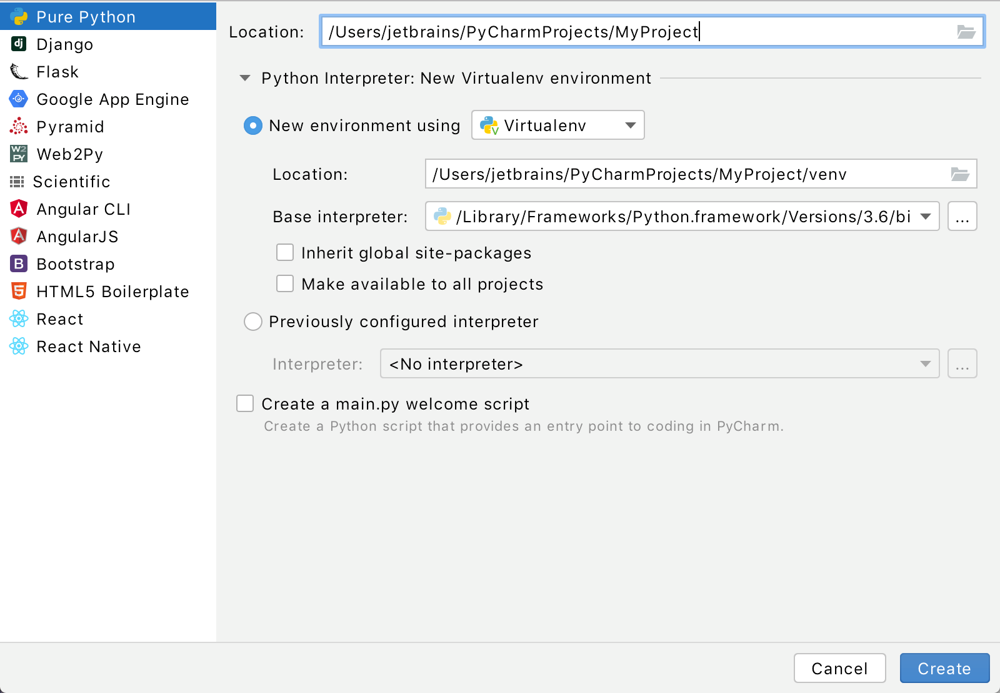 Pure Python
Django
Flask
Google App Engine
Pyramid
Web2Py
Scientific
Angular CLI
AngularJS
Bootstrap
HTML5 Boilerplate
React
React Native
Location: /Users/jetbrains/PyCharmProjects/MyProject
Python Interpreter: New Virtualenv environment
New environment using Virtualenv
Location: /Users/jetbrains/PyCharmProjects/MyProject/venv
Base interpreter: /Library/Frameworks/Python.framework/Versions/3.6/bi ...
Inherit global site-packages
Make available to all projects
Previously configured interpreter
Interpreter: <No interpreter> ...
Create a main.py welcome script
Create a Python script that provides an entry point to coding in PyCharm.
Cancel Create